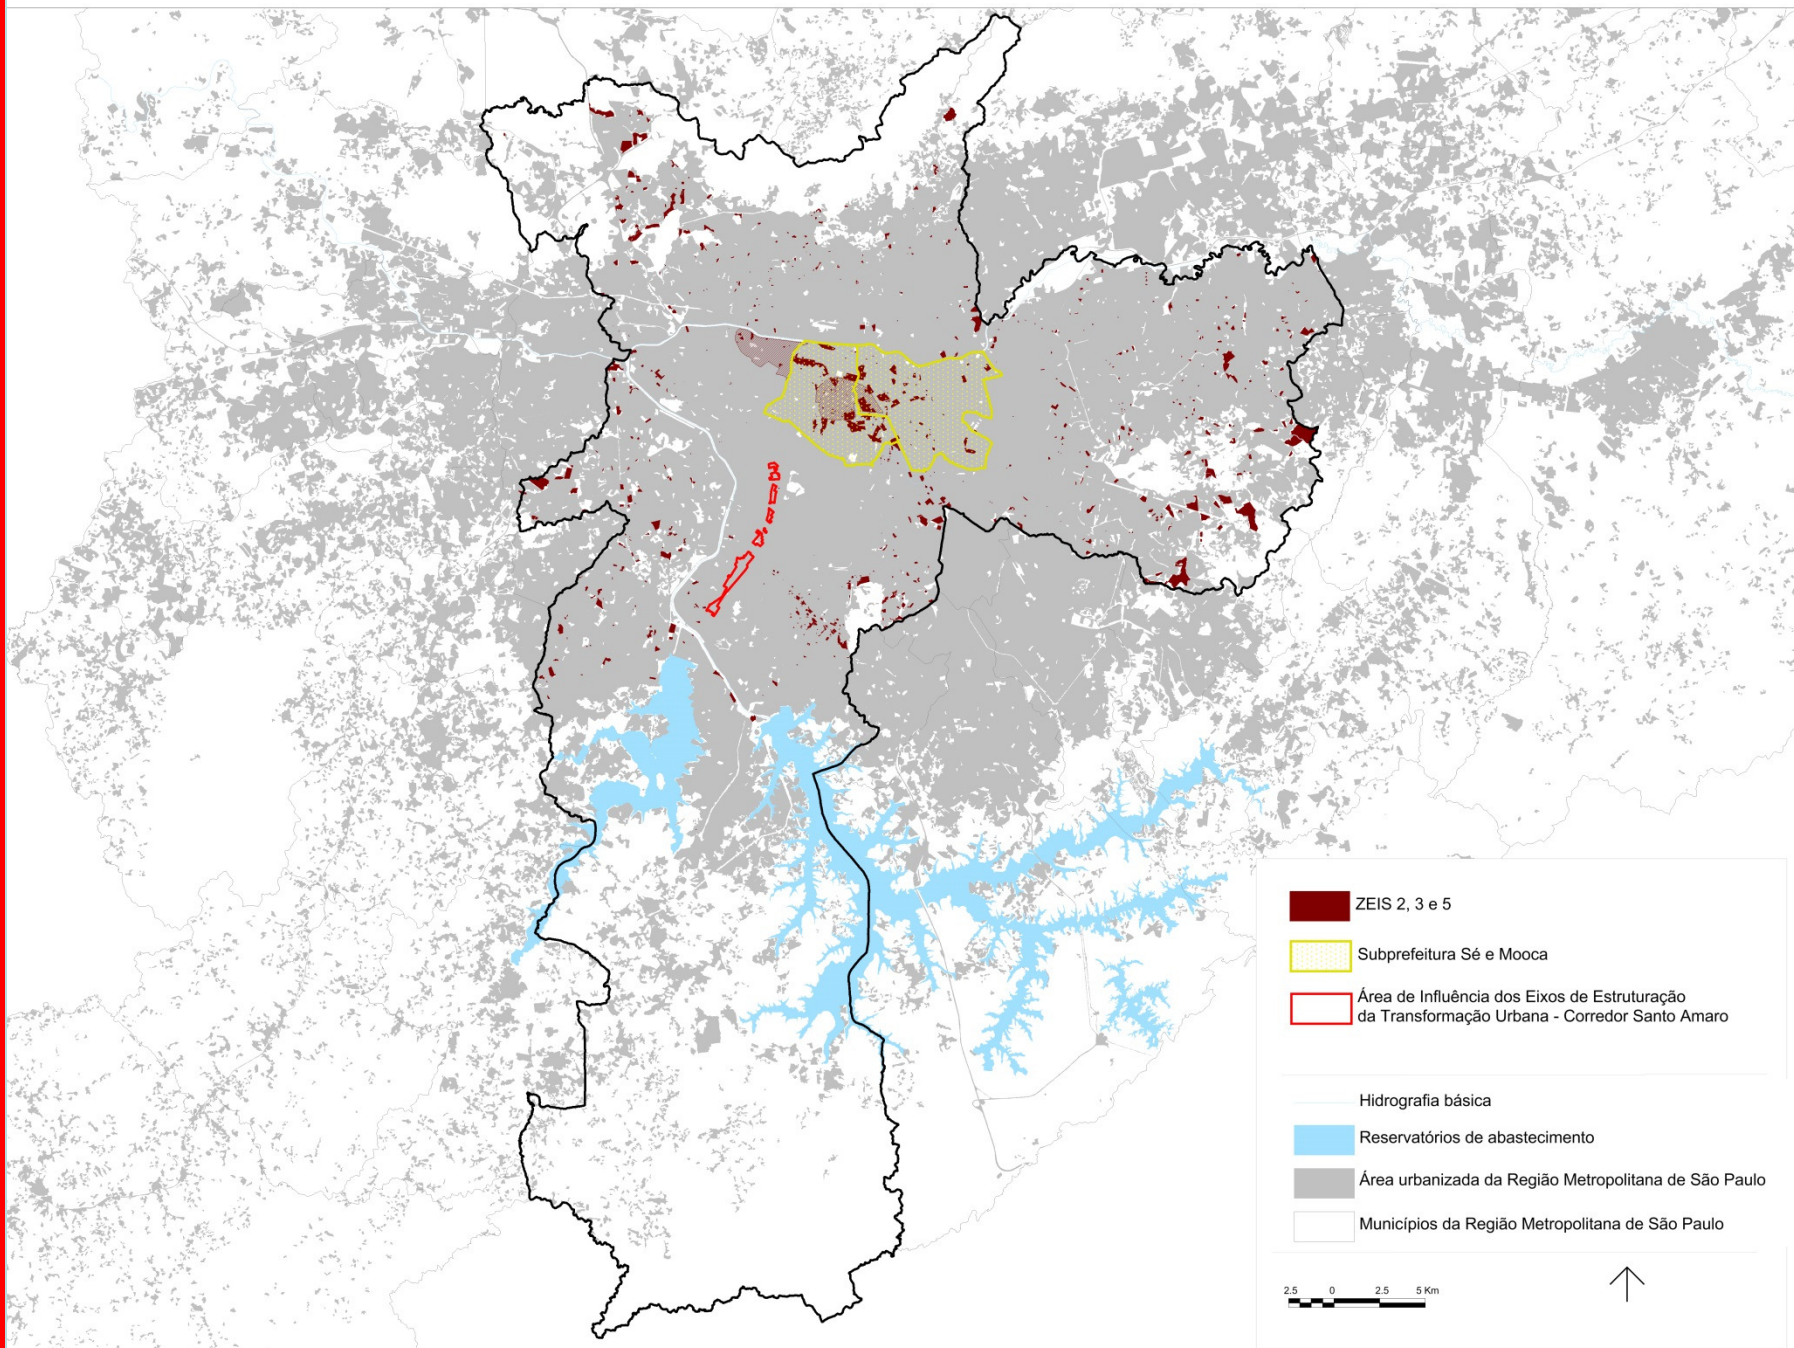 ZEIS 2, 3 e 5
Subprefeitura Sé e Mooca
Área de Influência dos Eixos de Estruturação
da Transformação Urbana - Corredor Santo Amaro
Hidrografia básica
Reservatórios de abastecimento
Área urbanizada da Região Metropolitana de São Paulo
Municípios da Região Metropolitana de São Paulo
2.5 0 2.5 5 Km